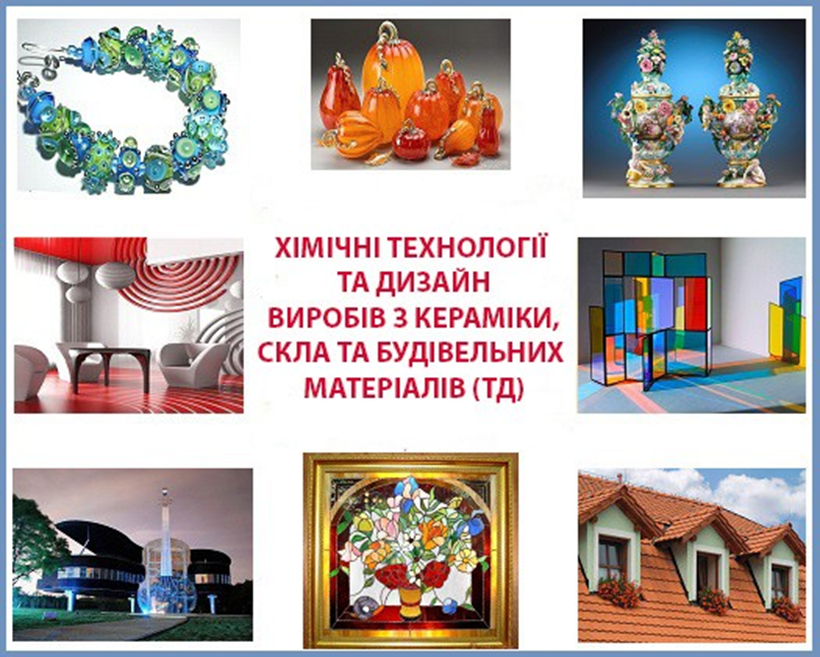 ХІМІЧНІ ТЕХНОЛОГІЇ
ТА ДИЗАЙН
ВИРОБІВ З КЕРАМІКИ,
СКЛА ТА БУДІВЕЛЬНИХ
МАТЕРІАЛІВ (ТД)